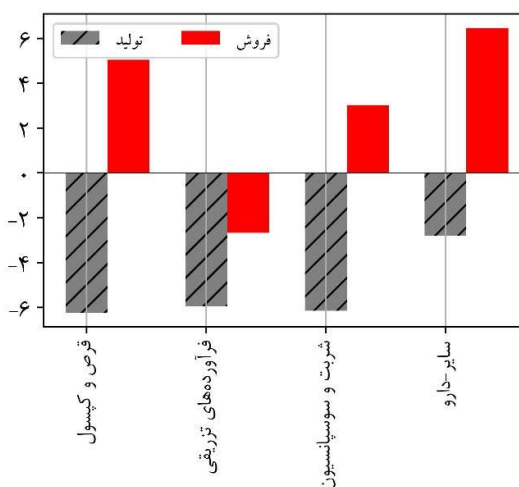 تولید
فروش
۶
۴
۲
۰
-۲
-۴
-۶
قرص و کپسول
فرآورده‌های تزریقی
شربت و سوسپانسیون
سایر-دارو